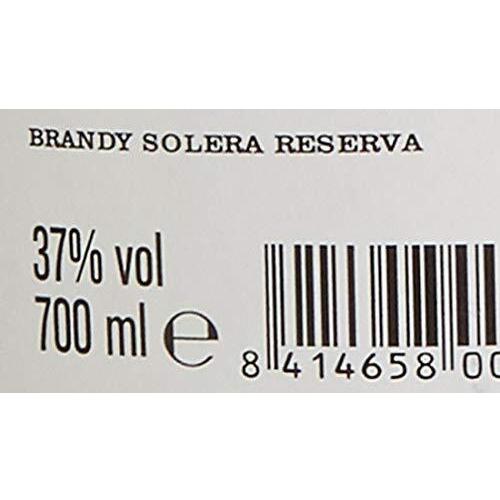 BRANDY SOLERA RESERVA
37% vol
700 ml ℮
8 414658 00